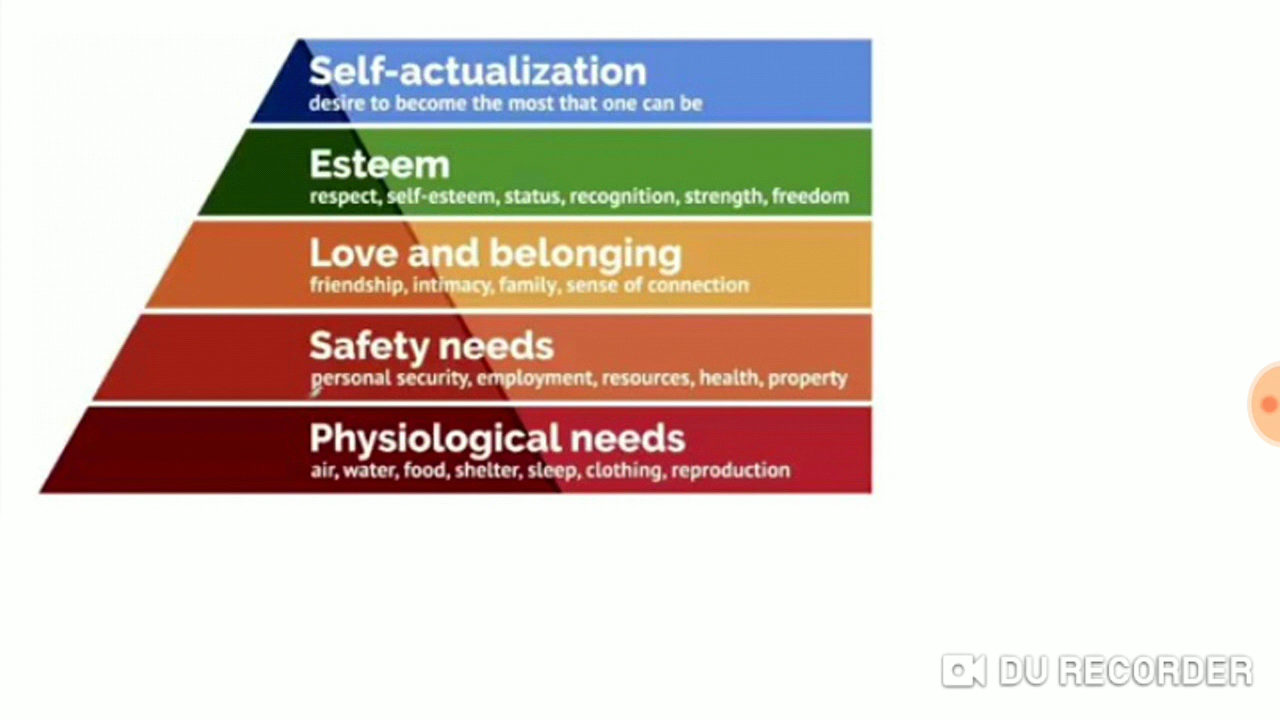 Self-actualization
desire to become the most that one can be
Esteem
respect, self-esteem, status, recognition, strength, freedom
Love and belonging
friendship, intimacy, family, sense of connection
Safety needs
personal security, employment, resources, health, property
Physiological needs
air, water, food, shelter, sleep, clothing, reproduction
DU RECORDER